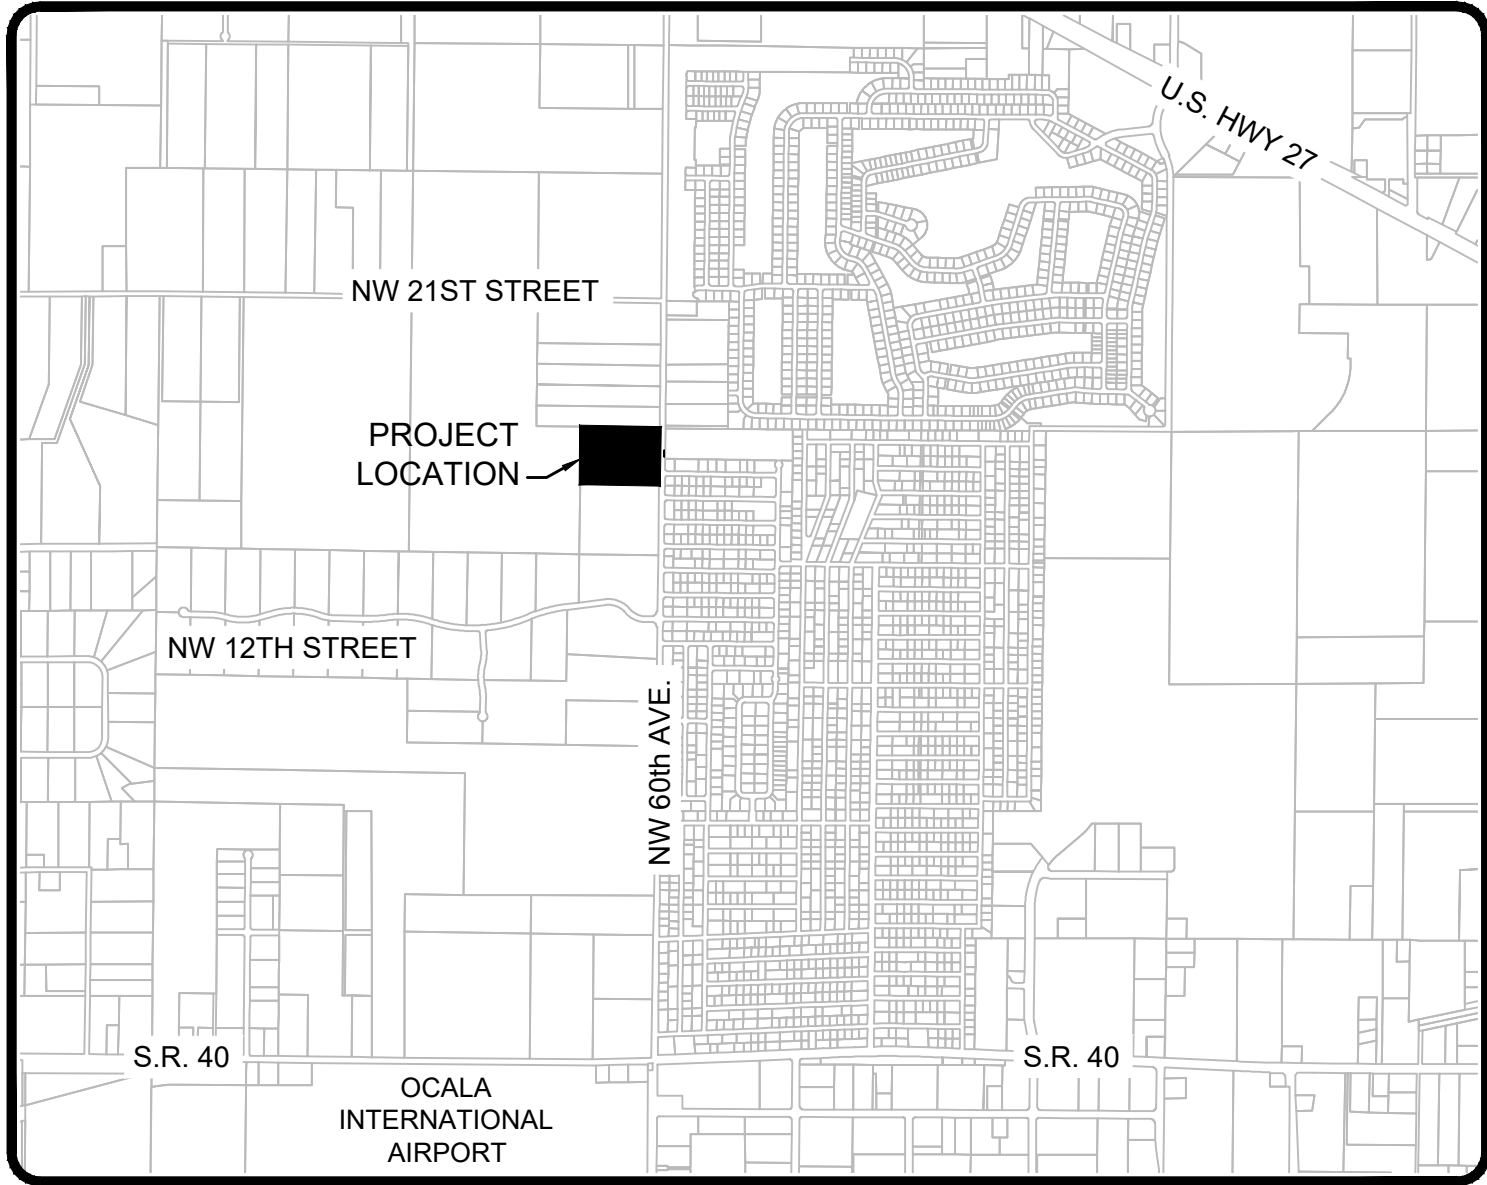 U.S. HWY 27
NW 21ST STREET
PROJECT
LOCATION
NW 12TH STREET
NW 60th AVE.
S.R. 40
S.R. 40
OCALA
INTERNATIONAL
AIRPORT